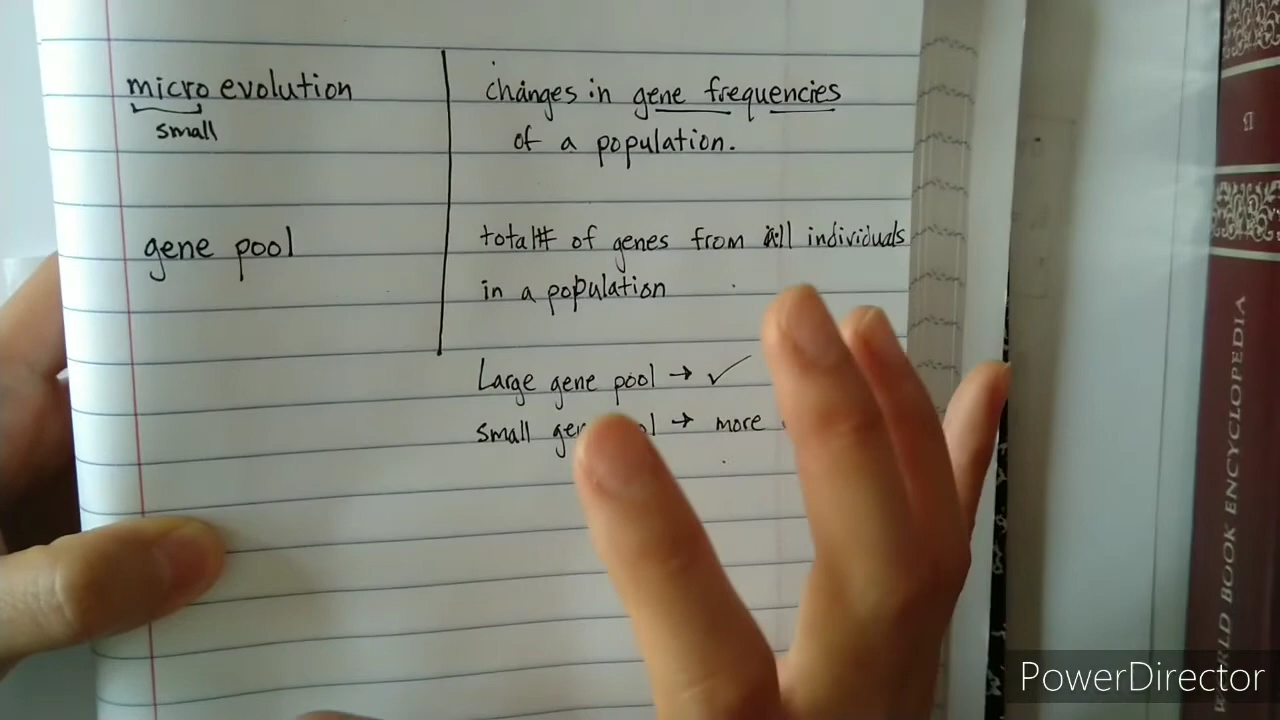 micro evolution
small
changes in gene frequencies
of a population.
gene pool
total # of genes from all individuals
in a population
Large gene pool → ✓
small → more
WORLD BOOK ENCYCLOPEDIA
PowerDirector